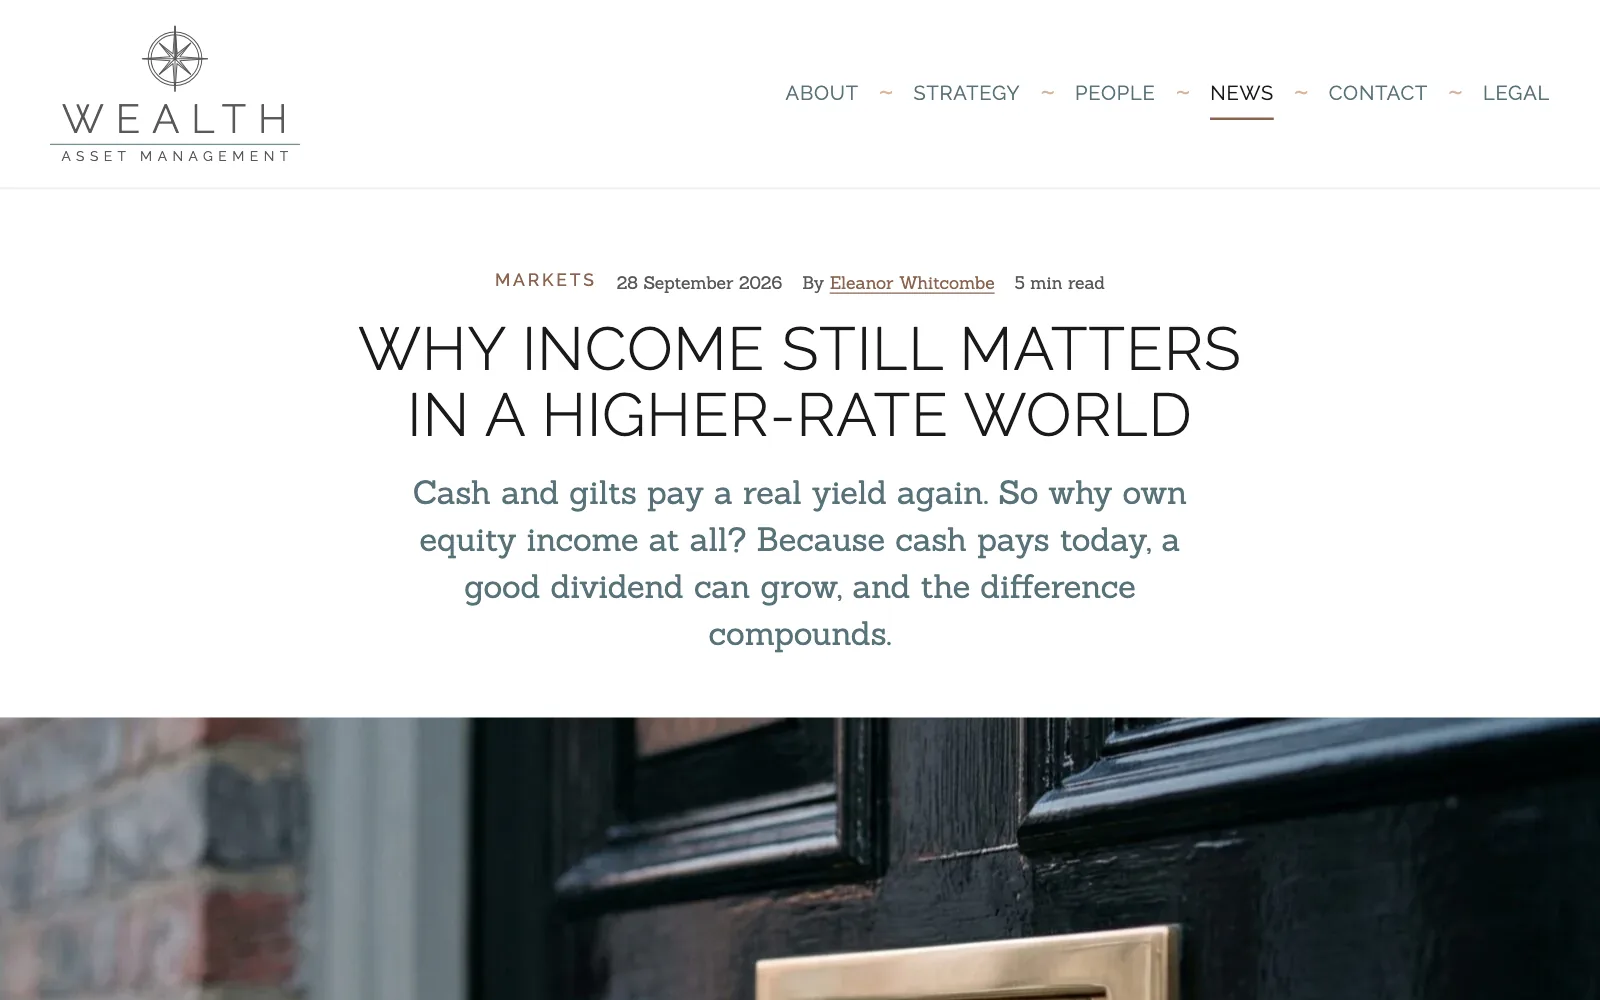 WEALTH
ASSET MANAGEMENT
ABOUT ~ STRATEGY ~ PEOPLE ~ NEWS ~ CONTACT ~ LEGAL
MARKETS 28 September 2026 By Eleanor Whitcombe 5 min read
WHY INCOME STILL MATTERS
IN A HIGHER-RATE WORLD
Cash and gilts pay a real yield again. So why own
equity income at all? Because cash pays today, a
good dividend can grow, and the difference
compounds.